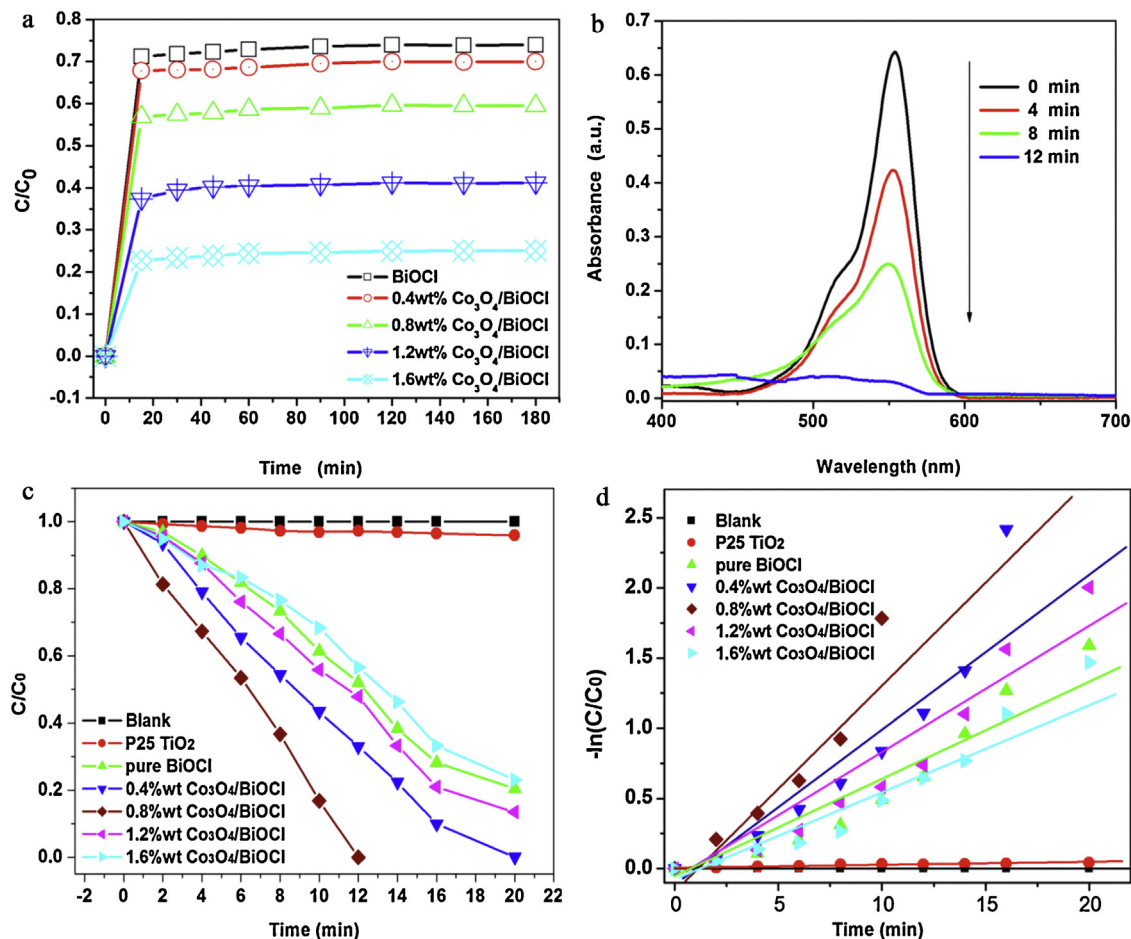 a
0.8
0.7
0.6
0.5
0.4
0.3
0.2
0.1
0.0
-0.1
C/C0
0 20 40 60 80 100 120 140 160 180
Time (min)
BiOCl
0.4wt% Co3O4/BiOCl
0.8wt% Co3O4/BiOCl
1.2wt% Co3O4/BiOCl
1.6wt% Co3O4/BiOCl
b
0.7
0.6
0.5
0.4
0.3
0.2
0.1
0.0
Absorbance (a.u.)
400 500 600 700
Wavelength (nm)
0 min
4 min
8 min
12 min
c
1.0
0.8
0.6
0.4
0.2
0.0
C/C0
-2 0 2 4 6 8 10 12 14 16 18 20 22
Time (min)
Blank
P25 TiO2
pure BiOCl
0.4%wt Co3O4/BiOCl
0.8%wt Co3O4/BiOCl
1.2%wt Co3O4/BiOCl
1.6%wt Co3O4/BiOCl
d
2.5
2.0
1.5
1.0
0.5
0.0
-ln(C/C0)
0 5 10 15 20
Time (min)
Blank
P25 TiO2
pure BiOCl
0.4%wt Co3O4/BiOCl
0.8%wt Co3O4/BiOCl
1.2%wt Co3O4/BiOCl
1.6%wt Co3O4/BiOCl